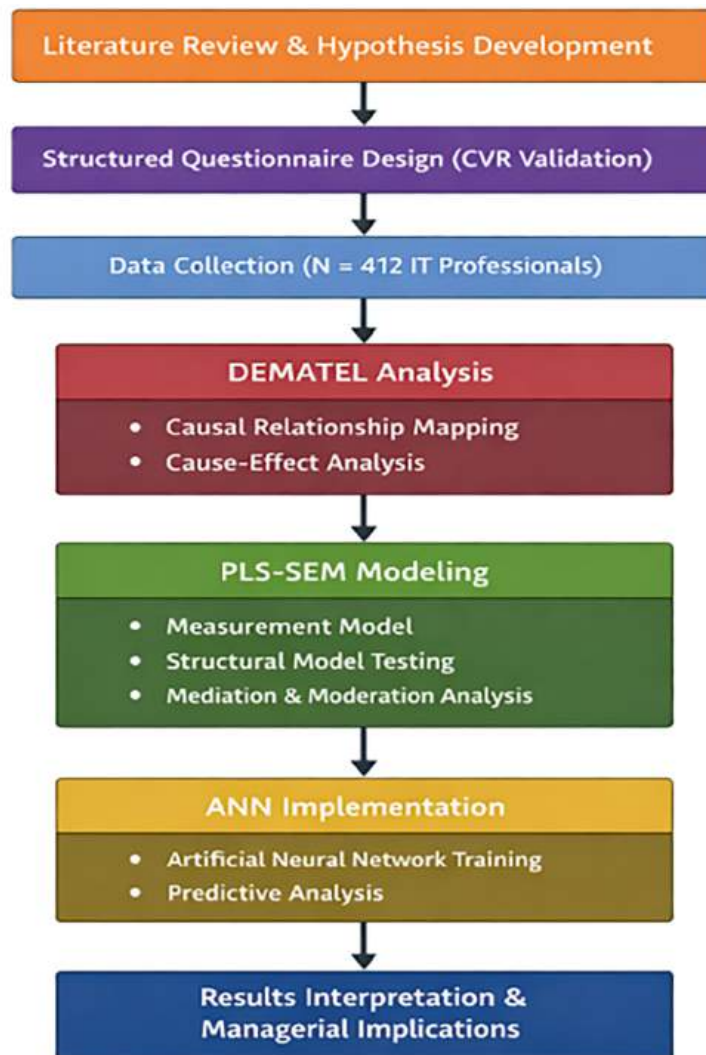 Literature Review & Hypothesis Development
Structured Questionnaire Design (CVR Validation)
Data Collection (N = 412 IT Professionals)
DEMATEL Analysis
• Causal Relationship Mapping
• Cause-Effect Analysis
PLS-SEM Modeling
• Measurement Model
• Structural Model Testing
• Mediation & Moderation Analysis
ANN Implementation
• Artificial Neural Network Training
• Predictive Analysis
Results Interpretation &
Managerial Implications